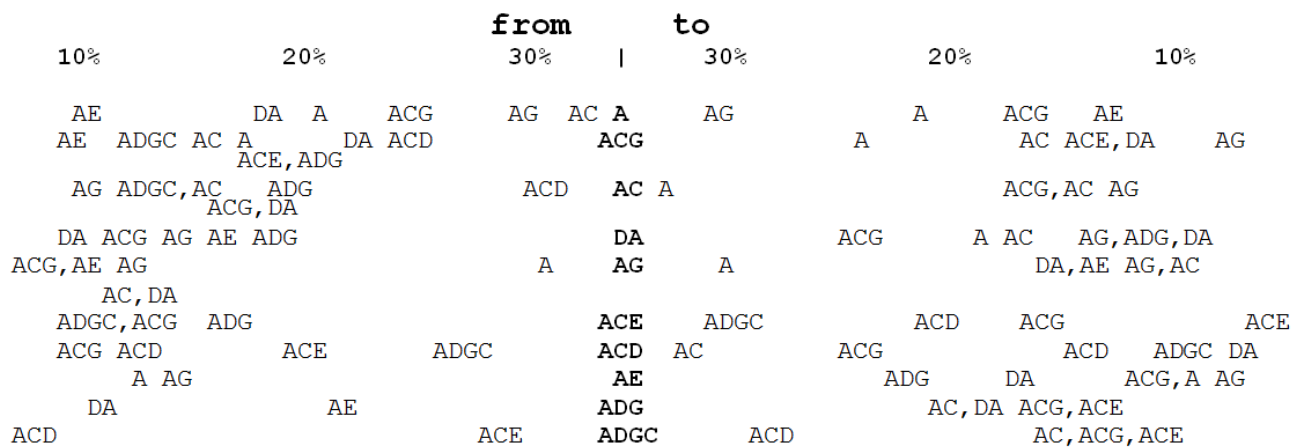 from to
10% 20% 30% | 30% 20% 10%
AE DA A ACG AG AC A AG A ACG AE
AE ADGC AC A DA ACD ACG A AC ACE,DA AG
ACE,ADG
AG ADGC,AC ADG ACD AC A ACG,AC AG
ACG,DA
DA ACG AG AE ADG DA ACG A AC AG,ADG,DA
ACG,AE AG A AG A DA,AE AG,AC
AC,DA
ADGC,ACG ADG ACE ADGC ACD ACG ACE
ACG ACD ACE ADGC ACD AC ACG ACD ADGC DA
A AG AE ADG DA ACG,A AG
DA AE ADG AC,DA ACG,ACE
ACD ACE ADGC ACD AC,ACG,ACE